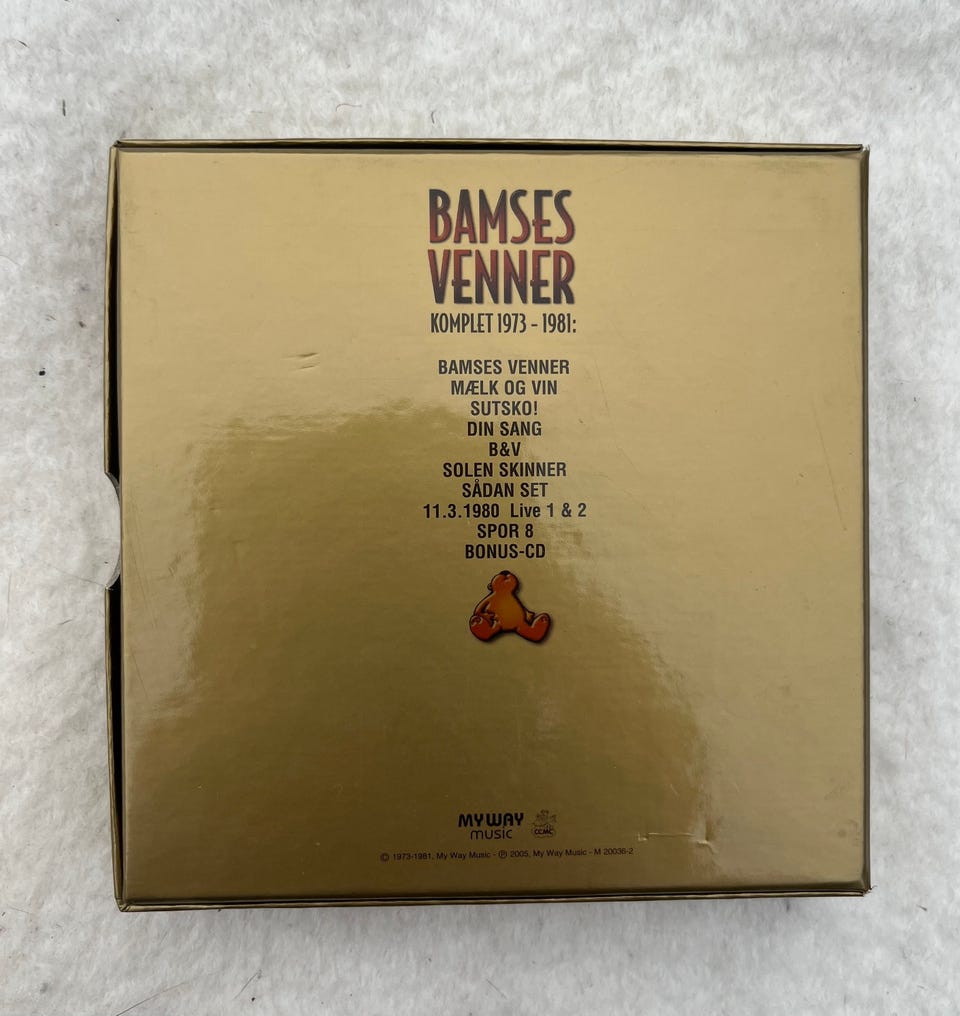 BAMSES
VENNER
KOMPLET 1973 - 1981:
BAMSES VENNER
MÆLK OG VIN
SUTSKO!
DIN SANG
B&V
SOLEN SKINNER
SÅDAN SET
11.3.1980 Live 1 & 2
SPOR 8
BONUS-CD
MY WAY
MUSIC
CCMC
© 1973-1981, My Way Music - ℗ 2005, My Way Music - M 20036-2